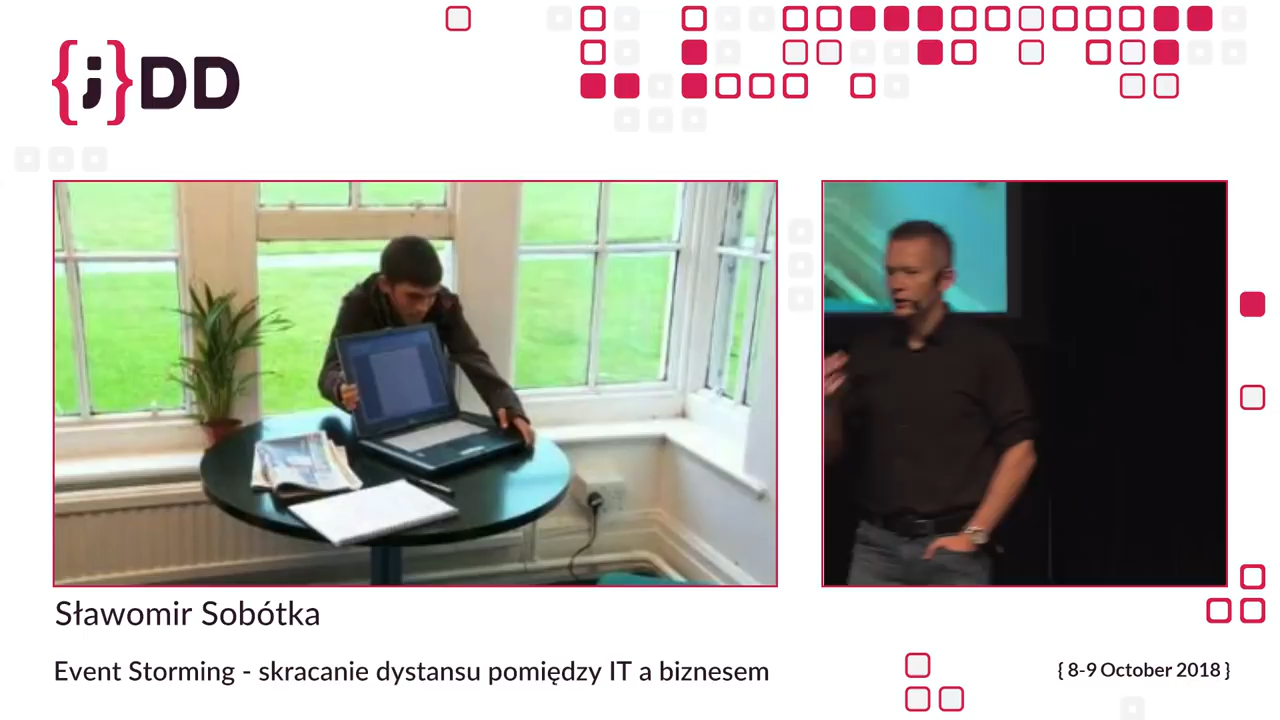 {j}DD
Sławomir Sobótka
Event Storming - skracanie dystansu pomiędzy IT a biznesem
{ 8-9 October 2018 }